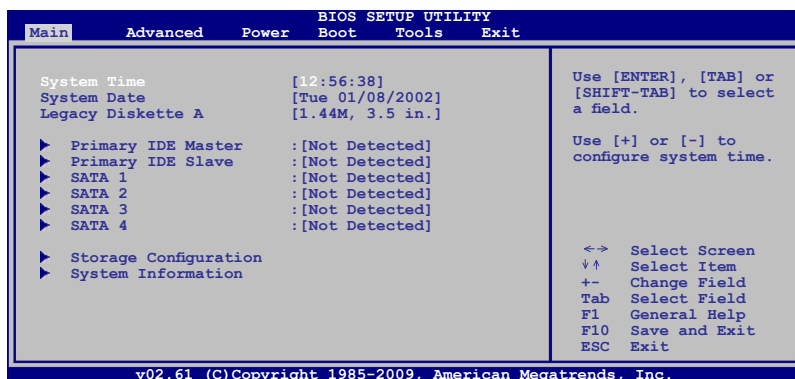 BIOS SETUP UTILITY
Main Advanced Power Boot Tools Exit
System Time [12:56:38]
System Date [Tue 01/08/2002]
Legacy Diskette A [1.44M, 3.5 in.]
Primary IDE Master :[Not Detected]
Primary IDE Slave :[Not Detected]
SATA 1 :[Not Detected]
SATA 2 :[Not Detected]
SATA 3 :[Not Detected]
SATA 4 :[Not Detected]
Storage Configuration
System Information
Use [ENTER], [TAB] or
[SHIFT-TAB] to select
a field.
Use [+] or [-] to
configure system time.
←→ Select Screen
↓↑ Select Item
+- Change Field
Tab Select Field
F1 General Help
F10 Save and Exit
ESC Exit
v02.61 (C)Copyright 1985-2009, American Megatrends, Inc.